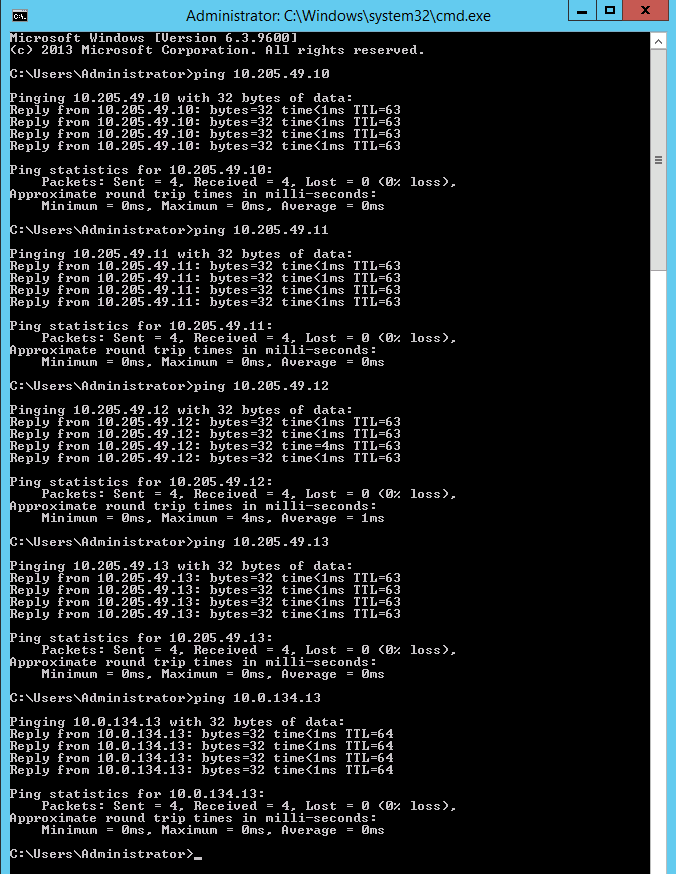 Administrator: C:\Windows\system32\cmd.exe
Microsoft Windows [Version 6.3.9600]
(c) 2013 Microsoft Corporation. All rights reserved.
C:\Users\Administrator>ping 10.205.49.10
Pinging 10.205.49.10 with 32 bytes of data:
Reply from 10.205.49.10: bytes=32 time<1ms TTL=63
Reply from 10.205.49.10: bytes=32 time<1ms TTL=63
Reply from 10.205.49.10: bytes=32 time<1ms TTL=63
Reply from 10.205.49.10: bytes=32 time<1ms TTL=63
Ping statistics for 10.205.49.10:
    Packets: Sent = 4, Received = 4, Lost = 0 (0% loss),
Approximate round trip times in milli-seconds:
    Minimum = 0ms, Maximum = 0ms, Average = 0ms
C:\Users\Administrator>ping 10.205.49.11
Pinging 10.205.49.11 with 32 bytes of data:
Reply from 10.205.49.11: bytes=32 time<1ms TTL=63
Reply from 10.205.49.11: bytes=32 time<1ms TTL=63
Reply from 10.205.49.11: bytes=32 time<1ms TTL=63
Reply from 10.205.49.11: bytes=32 time<1ms TTL=63
Ping statistics for 10.205.49.11:
    Packets: Sent = 4, Received = 4, Lost = 0 (0% loss),
Approximate round trip times in milli-seconds:
    Minimum = 0ms, Maximum = 0ms, Average = 0ms
C:\Users\Administrator>ping 10.205.49.12
Pinging 10.205.49.12 with 32 bytes of data:
Reply from 10.205.49.12: bytes=32 time<1ms TTL=63
Reply from 10.205.49.12: bytes=32 time<1ms TTL=63
Reply from 10.205.49.12: bytes=32 time=4ms TTL=63
Reply from 10.205.49.12: bytes=32 time<1ms TTL=63
Ping statistics for 10.205.49.12:
    Packets: Sent = 4, Received = 4, Lost = 0 (0% loss),
Approximate round trip times in milli-seconds:
    Minimum = 0ms, Maximum = 4ms, Average = 1ms
C:\Users\Administrator>ping 10.205.49.13
Pinging 10.205.49.13 with 32 bytes of data:
Reply from 10.205.49.13: bytes=32 time<1ms TTL=63
Reply from 10.205.49.13: bytes=32 time<1ms TTL=63
Reply from 10.205.49.13: bytes=32 time<1ms TTL=63
Reply from 10.205.49.13: bytes=32 time<1ms TTL=63
Ping statistics for 10.205.49.13:
    Packets: Sent = 4, Received = 4, Lost = 0 (0% loss),
Approximate round trip times in milli-seconds:
    Minimum = 0ms, Maximum = 0ms, Average = 0ms
C:\Users\Administrator>ping 10.0.134.13
Pinging 10.0.134.13 with 32 bytes of data:
Reply from 10.0.134.13: bytes=32 time<1ms TTL=64
Reply from 10.0.134.13: bytes=32 time<1ms TTL=64
Reply from 10.0.134.13: bytes=32 time<1ms TTL=64
Reply from 10.0.134.13: bytes=32 time<1ms TTL=64
Ping statistics for 10.0.134.13:
    Packets: Sent = 4, Received = 4, Lost = 0 (0% loss),
Approximate round trip times in milli-seconds:
    Minimum = 0ms, Maximum = 0ms, Average = 0ms
C:\Users\Administrator>_